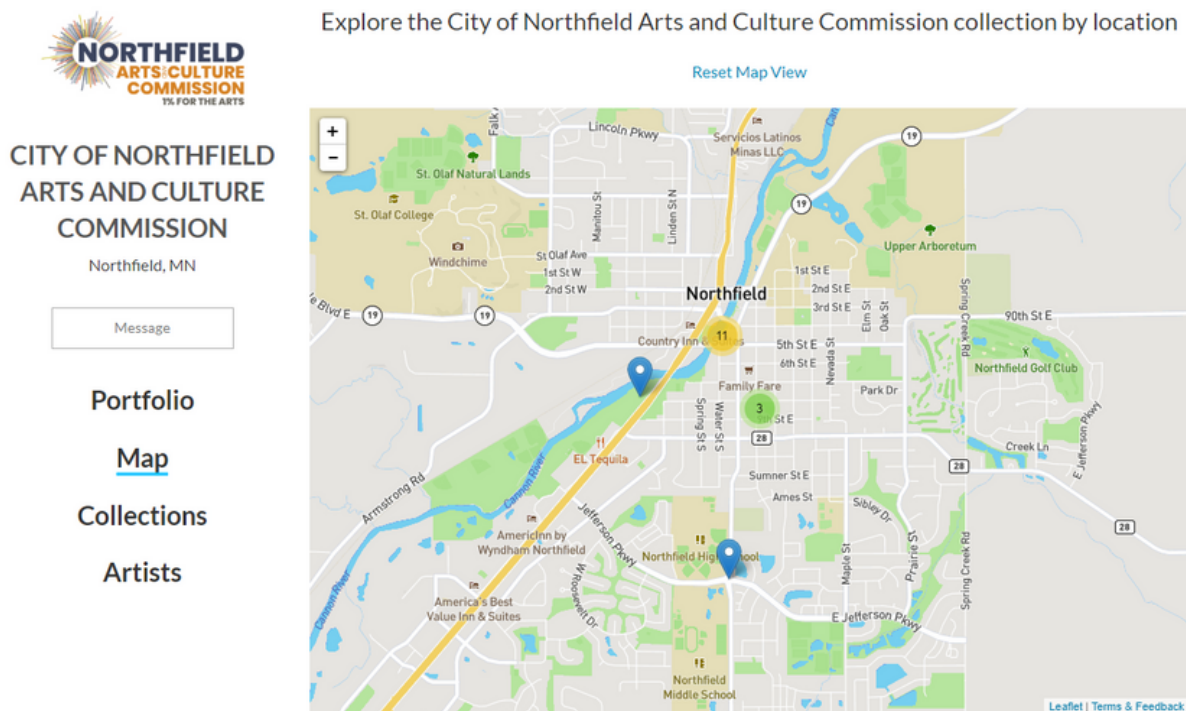 Explore the City of Northfield Arts and Culture Commission collection by location
Reset Map View
NORTHFIELD
ARTS AND CULTURE
COMMISSION
1% FOR THE ARTS
CITY OF NORTHFIELD
ARTS AND CULTURE
COMMISSION
Northfield, MN
Message
Portfolio
Map
Collections
Artists
+
−
Falk A
Lincoln Pkwy
Servicios Latinos
Minas LLC
Can
19
St. Olaf Natural Lands
St. Olaf College
Manitou St
Linden St N
19
Windchime
St Olaf Ave
1st St W
2nd St W
Upper Arboretum
1st St E
2nd St E
3rd St E
Elm St
Oak St
Spring Creek Rd
Northfield
le Blvd E
19
19
90th St E
Country Inn & Suites
11
5th St E
6th St E
Nevada St
Northfield Golf Club
Family Fare
Park Dr
3
Spring St S
Water St S
28
EL Tequila
Creek Ln
E Jefferson Pkwy
28
Sumner St E
Ames St
Cannon River
Armstrong Rd
Sibley Dr
28
Jefferson Pkwy
AmericInn by
Wyndham Northfield
Northfield High School
Maple St
Prairie St
Spring Creek Rd
W Roosevelt Dr
Cannon River
America's Best
Value Inn & Suites
E Jefferson Pkwy
Northfield
Middle School
Leaflet | Terms & Feedback